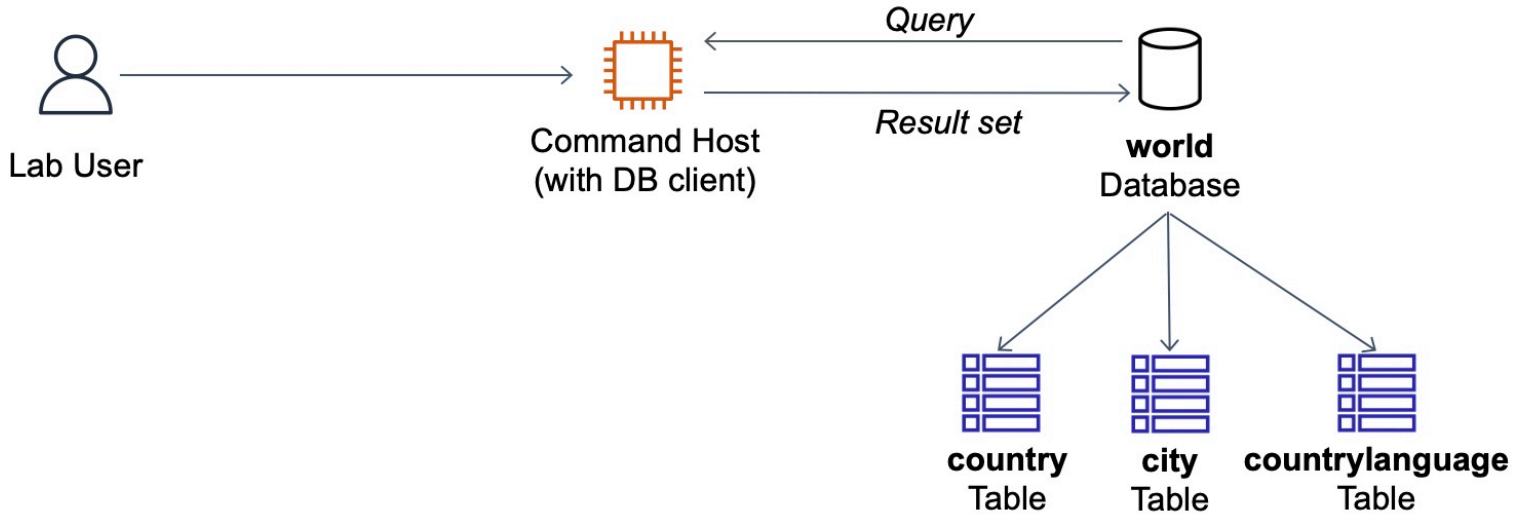 Query
Result set
Lab User
Command Host
(with DB client)
world
Database
country
Table
city
Table
countrylanguage
Table